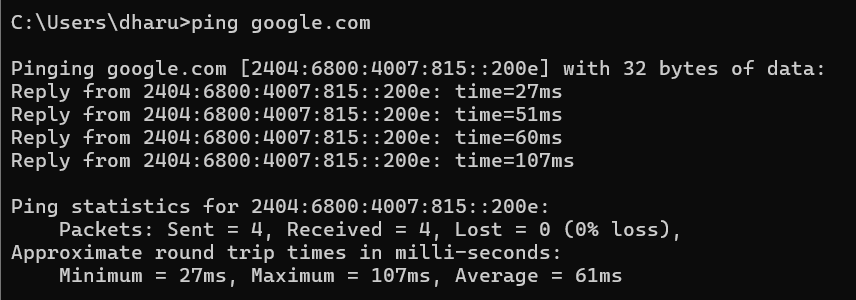 C:\Users\dharu>ping google.com
Pinging google.com [2404:6800:4007:815::200e] with 32 bytes of data:
Reply from 2404:6800:4007:815::200e: time=27ms
Reply from 2404:6800:4007:815::200e: time=51ms
Reply from 2404:6800:4007:815::200e: time=60ms
Reply from 2404:6800:4007:815::200e: time=107ms
Ping statistics for 2404:6800:4007:815::200e:
    Packets: Sent = 4, Received = 4, Lost = 0 (0% loss),
Approximate round trip times in milli-seconds:
    Minimum = 27ms, Maximum = 107ms, Average = 61ms